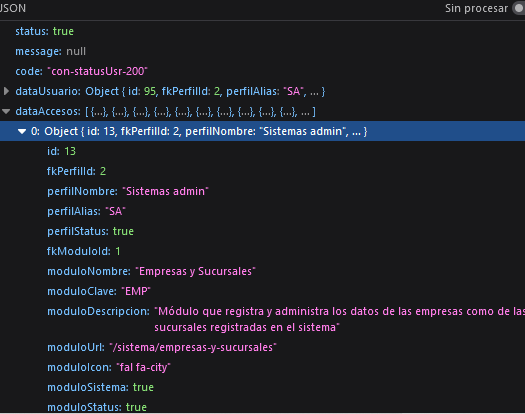 JSON
Sin procesar
status: true
message: null
code: "con-statusUsr-200"
dataUsuario: Object { id: 95, fkPerfilId: 2, perfilAlias: "SA", … }
dataAccesos: [ {…}, {…}, {…}, {…}, {…}, {…}, {…}, {…}, {…}, {…}, … ]
0: Object { id: 13, fkPerfilId: 2, perfilNombre: "Sistemas admin", … }
id: 13
fkPerfilId: 2
perfilNombre: "Sistemas admin"
perfilAlias: "SA"
perfilStatus: true
fkModuloId: 1
moduloNombre: "Empresas y Sucursales"
moduloClave: "EMP"
moduloDescripcion: "Módulo que registra y administra los datos de las empresas como de las
sucursales registradas en el sistema"
moduloUrl: "/sistema/empresas-y-sucursales"
moduloIcon: "fal fa-city"
moduloSistema: true
moduloStatus: true